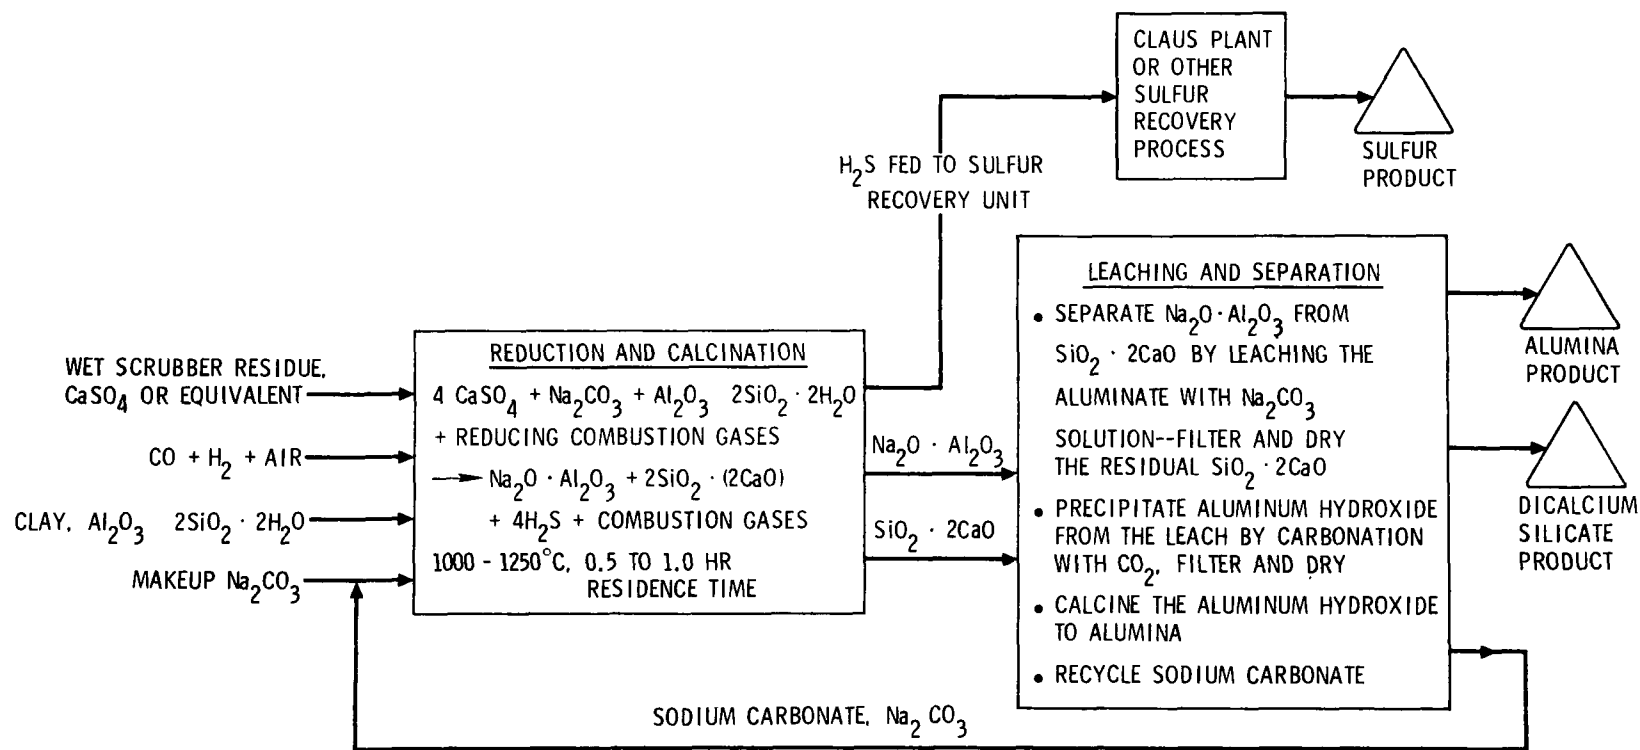 CLAUS PLANT
OR OTHER
SULFUR
RECOVERY
PROCESS
SULFUR
PRODUCT
H2S FED TO SULFUR
RECOVERY UNIT
WET SCRUBBER RESIDUE,
CaSO4 OR EQUIVALENT
CO + H2 + AIR
CLAY, Al2O3 2SiO2 · 2H2O
MAKEUP Na2CO3
REDUCTION AND CALCINATION
4 CaSO4 + Na2CO3 + Al2O3 2SiO2 · 2H2O
+ REDUCING COMBUSTION GASES
→ Na2O · Al2O3 + 2SiO2 · (2CaO)
+ 4H2S + COMBUSTION GASES
1000 - 1250°C, 0.5 TO 1.0 HR
RESIDENCE TIME
Na2O · Al2O3
SiO2 · 2CaO
LEACHING AND SEPARATION
• SEPARATE Na2O · Al2O3 FROM
SiO2 · 2CaO BY LEACHING THE
ALUMINATE WITH Na2CO3
SOLUTION--FILTER AND DRY
THE RESIDUAL SiO2 · 2CaO
• PRECIPITATE ALUMINUM HYDROXIDE
FROM THE LEACH BY CARBONATION
WITH CO2, FILTER AND DRY
• CALCINE THE ALUMINUM HYDROXIDE
TO ALUMINA
• RECYCLE SODIUM CARBONATE
ALUMINA
PRODUCT
DICALCIUM
SILICATE
PRODUCT
SODIUM CARBONATE, Na2CO3